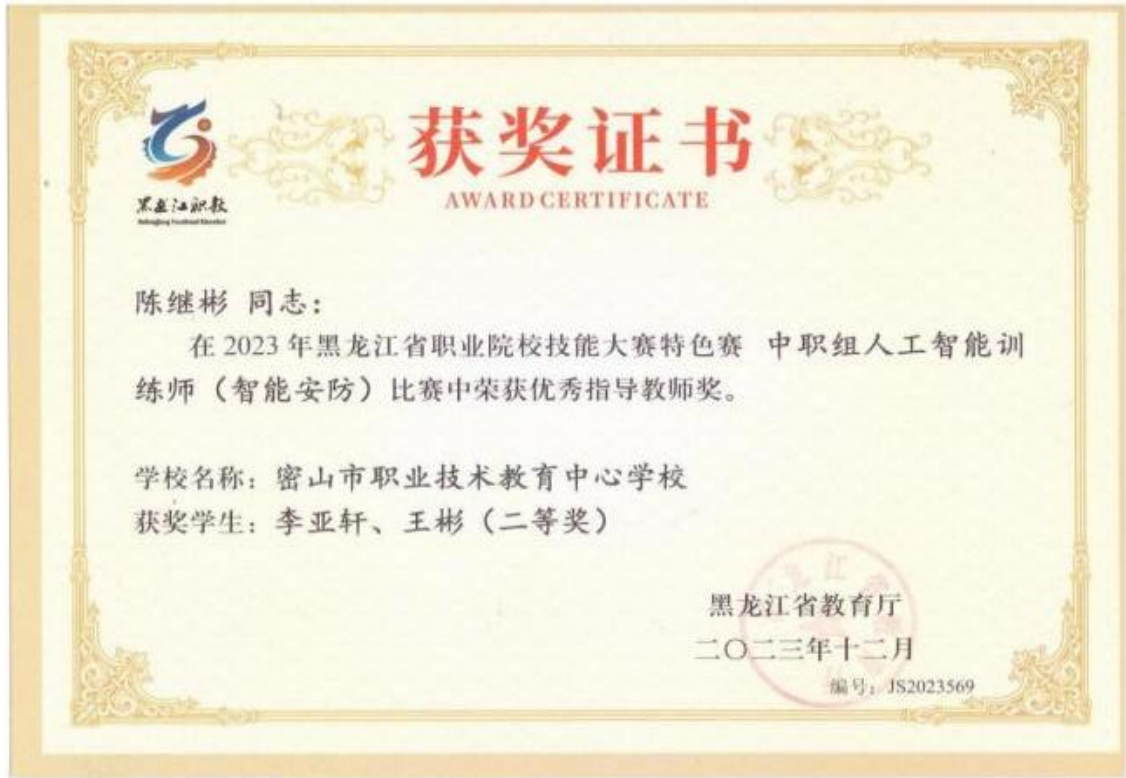 获奖证书
AWARD CERTIFICATE
黑龙江职教
陈继彬 同志：
在 2023 年黑龙江省职业院校技能大赛特色赛 中职组人工智能训
练师（智能安防）比赛中荣获优秀指导教师奖。
学校名称：密山市职业技术教育中心学校
获奖学生：李亚轩、王彬（二等奖）
黑龙江省教育厅
二〇二三年十二月
编号：JS2023569